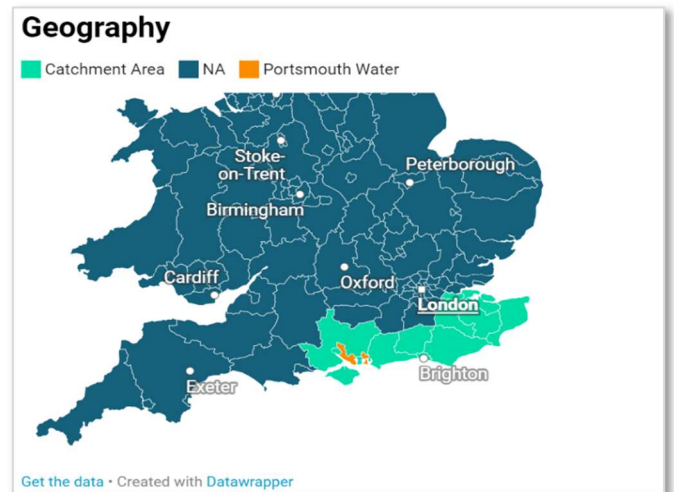 Geography
Catchment Area NA Portsmouth Water
Stoke-
on-Trent
Peterborough
Birmingham
Cardiff
Oxford
London
Brighton
Exeter
Get the data • Created with Datawrapper